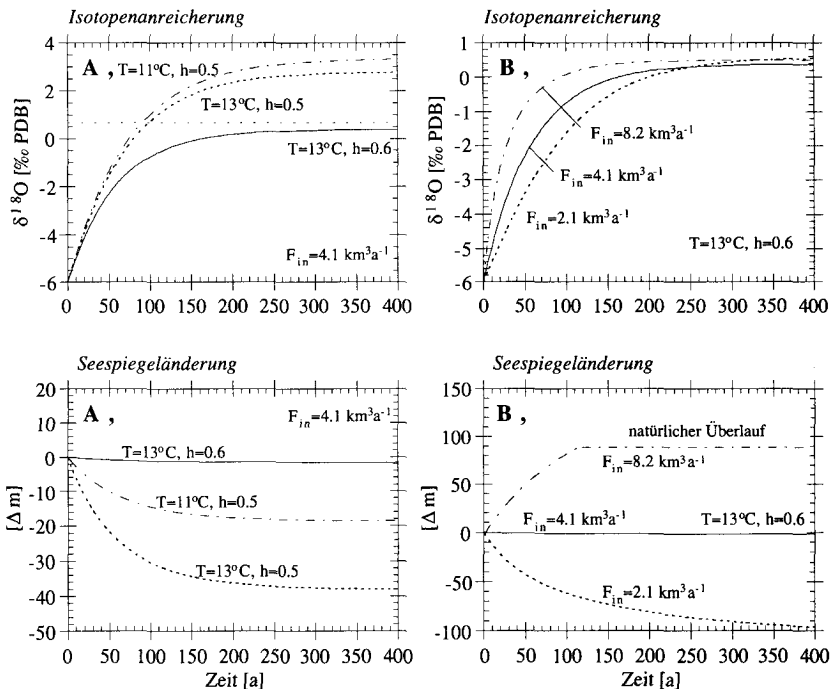 Isotopenanreicherung
A ,
T=11°C, h=0.5
T=13°C, h=0.5
T=13°C, h=0.6
F_in=4.1 km³a⁻¹
δ¹⁸O [‰ PDB]
4
2
0
-2
-4
-6
0 50 100 150 200 250 300 350 400
Isotopenanreicherung
B ,
F_in=8.2 km³a⁻¹
F_in=4.1 km³a⁻¹
F_in=2.1 km³a⁻¹
T=13°C, h=0.6
δ¹⁸O [‰ PDB]
1
0
-1
-2
-3
-4
-5
-6
0 50 100 150 200 250 300 350 400
Seespiegeländerung
A ,
F_in=4.1 km³a⁻¹
T=13°C, h=0.6
T=11°C, h=0.5
T=13°C, h=0.5
[Δ m]
20
10
0
-10
-20
-30
-40
-50
0 50 100 150 200 250 300 350 400
Zeit [a]
Seespiegeländerung
B ,
natürlicher Überlauf
F_in=8.2 km³a⁻¹
F_in=4.1 km³a⁻¹
T=13°C, h=0.6
F_in=2.1 km³a⁻¹
[Δ m]
150
100
50
0
-50
-100
0 50 100 150 200 250 300 350 400
Zeit [a]